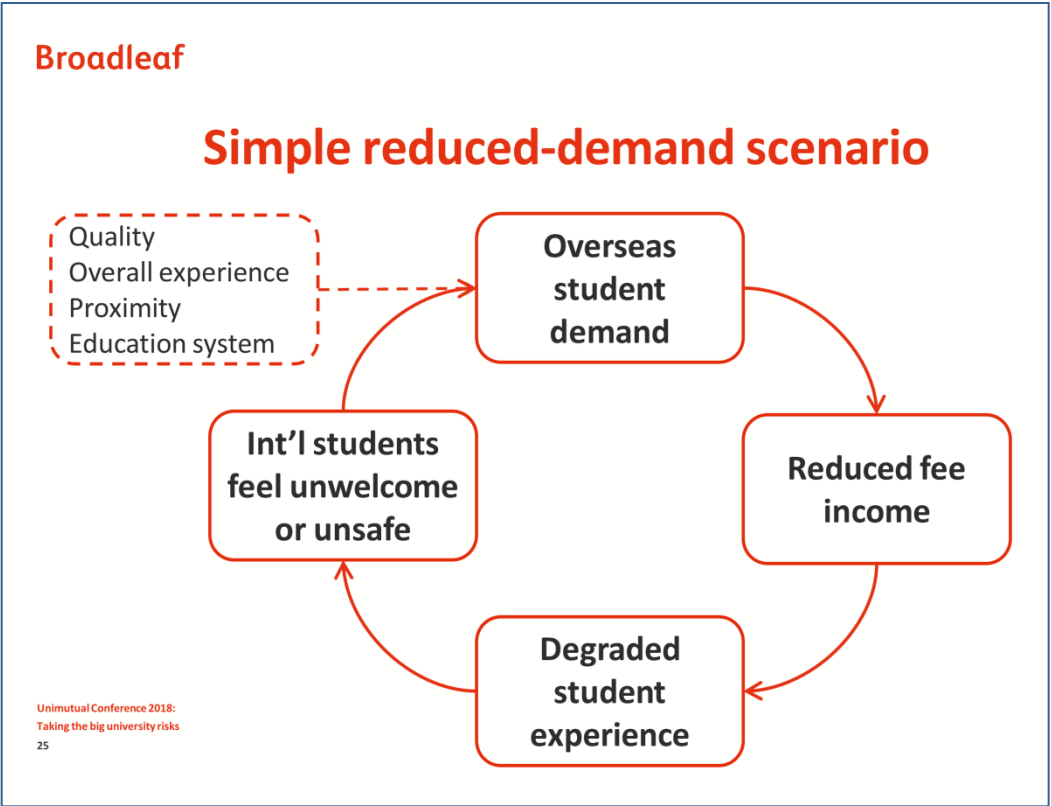 Broadleaf
Simple reduced-demand scenario
Quality
Overall experience
Proximity
Education system
Overseas
student
demand
Int’l students
feel unwelcome
or unsafe
Reduced fee
income
Degraded
student
experience
Unimutual Conference 2018:
Taking the big university risks
25